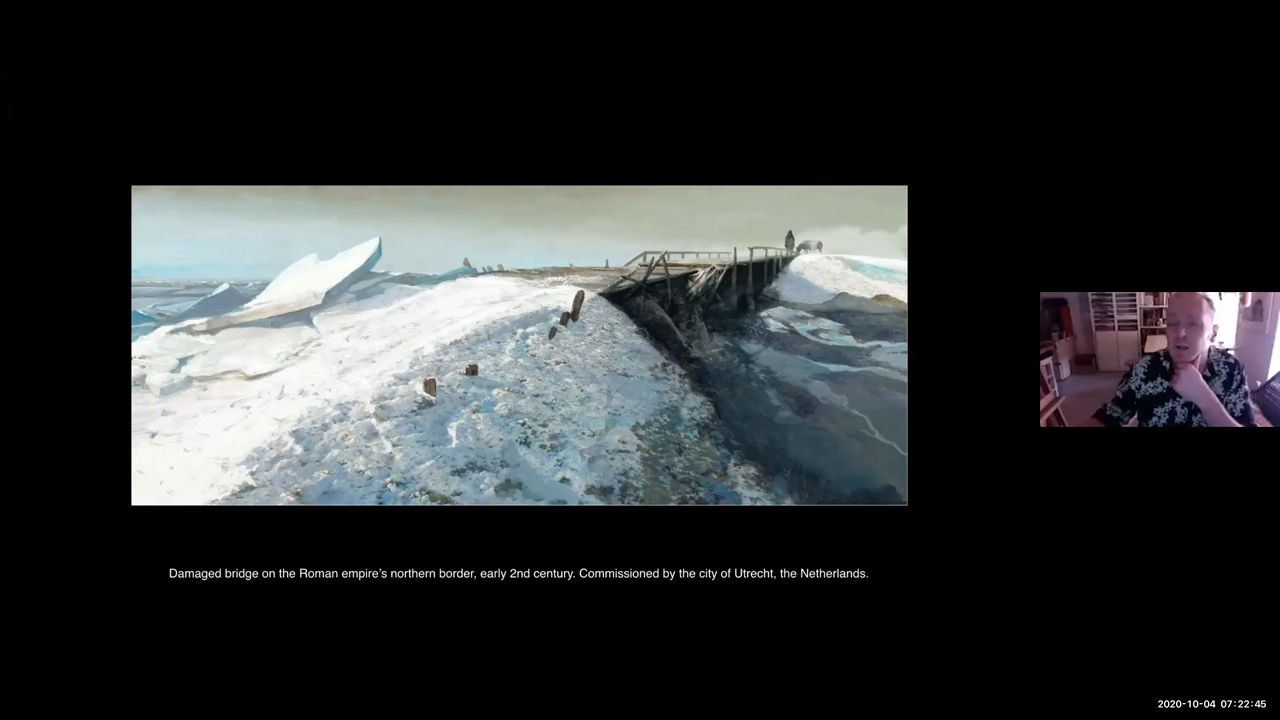 Damaged bridge on the Roman empire’s northern border, early 2nd century. Commissioned by the city of Utrecht, the Netherlands.
2020-10-04 07:22:45